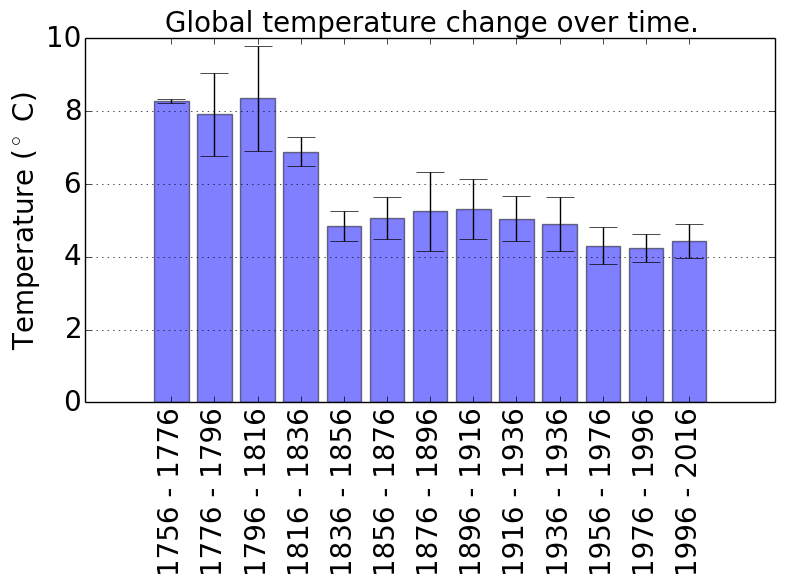 Global temperature change over time.
Temperature (° C)
10
8
6
4
2
0
1756 - 1776
1776 - 1796
1796 - 1816
1816 - 1836
1836 - 1856
1856 - 1876
1876 - 1896
1896 - 1916
1916 - 1936
1936 - 1936
1956 - 1976
1976 - 1996
1996 - 2016